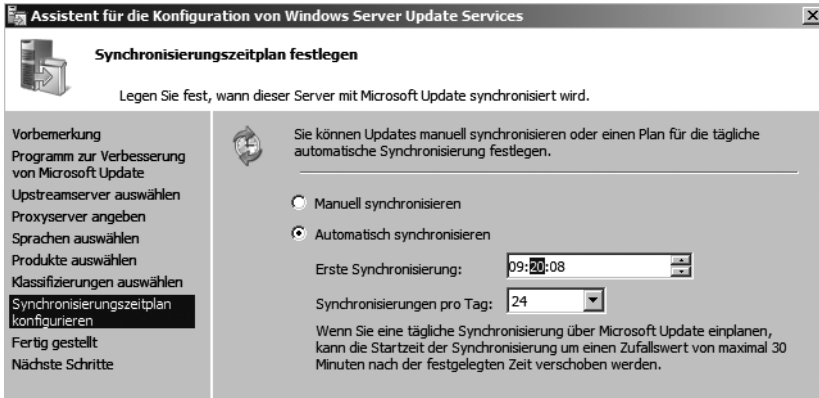 Assistent für die Konfiguration von Windows Server Update Services
Synchronisierungszeitplan festlegen
Legen Sie fest, wann dieser Server mit Microsoft Update synchronisiert wird.
Vorbemerkung
Programm zur Verbesserung
von Microsoft Update
Upstreamserver auswählen
Proxyserver angeben
Sprachen auswählen
Produkte auswählen
Klassifizierungen auswählen
Synchronisierungszeitplan
konfigurieren
Fertig gestellt
Nächste Schritte
Sie können Updates manuell synchronisieren oder einen Plan für die tägliche
automatische Synchronisierung festlegen.
Manuell synchronisieren
Automatisch synchronisieren
Erste Synchronisierung: 09:20:08
Synchronisierungen pro Tag: 24
Wenn Sie eine tägliche Synchronisierung über Microsoft Update einplanen,
kann die Startzeit der Synchronisierung um einen Zufallswert von maximal 30
Minuten nach der festgelegten Zeit verschoben werden.